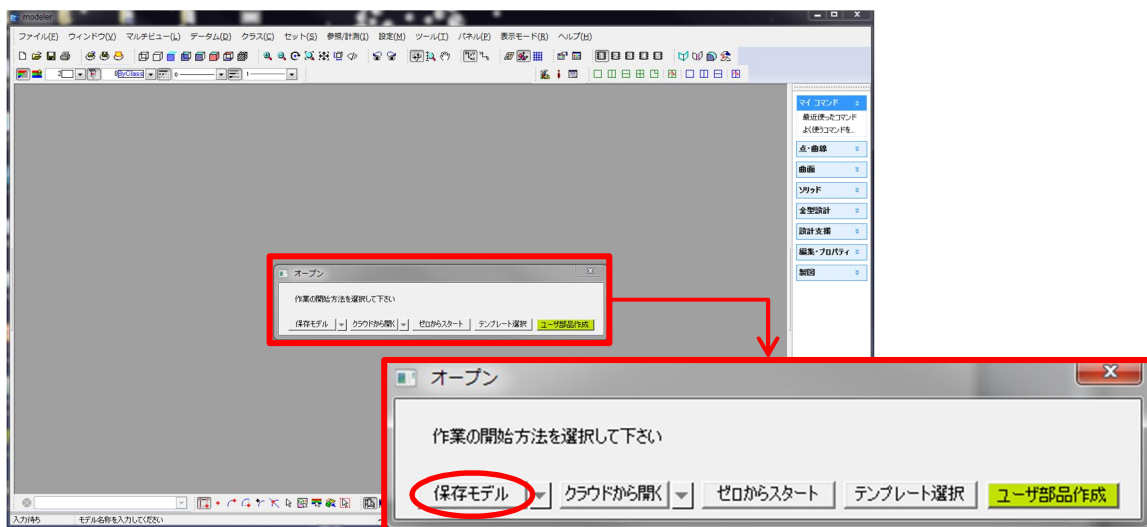 modeler
ファイル(F) ウィンドウ(V) マルチビュー(L) データム(D) クラス(C) セット(S) 参照/計測(I) 設定(M) ツール(T) パネル(P) 表示モード(R) ヘルプ(H)
2 0ByClass 0 1
マイ コマンド
最近使ったコマンド
よく使うコマンドを...
点・曲線
曲面
ソリッド
金型設計
設計支援
編集・プロパティ
製図
オープン
作業の開始方法を選択して下さい
保存モデル クラウドから開く ゼロからスタート テンプレート選択 ユーザ部品作成
オープン
作業の開始方法を選択して下さい
保存モデル クラウドから開く ゼロからスタート テンプレート選択 ユーザ部品作成
入力待ち モデル名称を入力してください